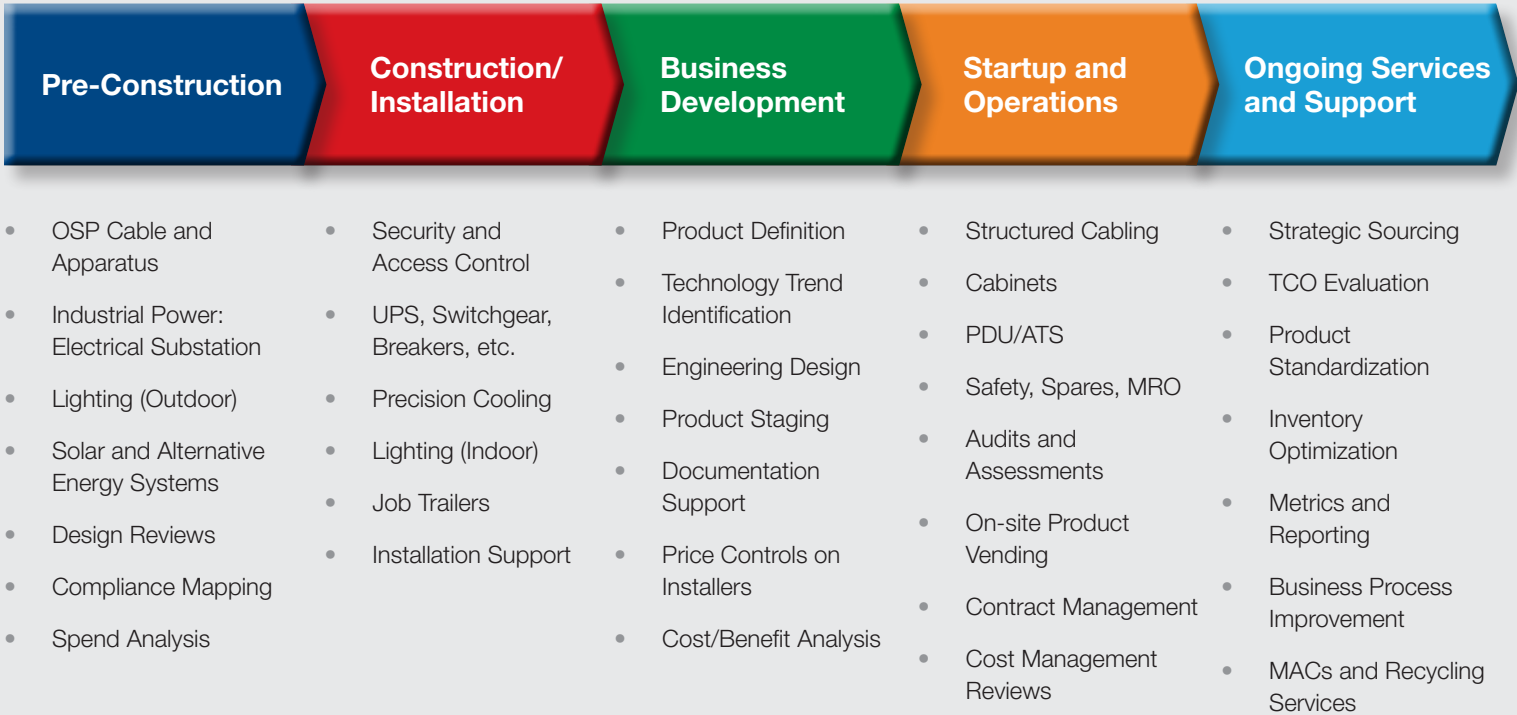 Pre-Construction
Construction/
Installation
Business
Development
Startup and
Operations
Ongoing Services
and Support
• OSP Cable and
Apparatus
• Industrial Power:
Electrical Substation
• Lighting (Outdoor)
• Solar and Alternative
Energy Systems
• Design Reviews
• Compliance Mapping
• Spend Analysis
• Security and
Access Control
• UPS, Switchgear,
Breakers, etc.
• Precision Cooling
• Lighting (Indoor)
• Job Trailers
• Installation Support
• Product Definition
• Technology Trend
Identification
• Engineering Design
• Product Staging
• Documentation
Support
• Price Controls on
Installers
• Cost/Benefit Analysis
• Structured Cabling
• Cabinets
• PDU/ATS
• Safety, Spares, MRO
• Audits and
Assessments
• On-site Product
Vending
• Contract Management
• Cost Management
Reviews
• Strategic Sourcing
• TCO Evaluation
• Product
Standardization
• Inventory
Optimization
• Metrics and
Reporting
• Business Process
Improvement
• MACs and Recycling
Services